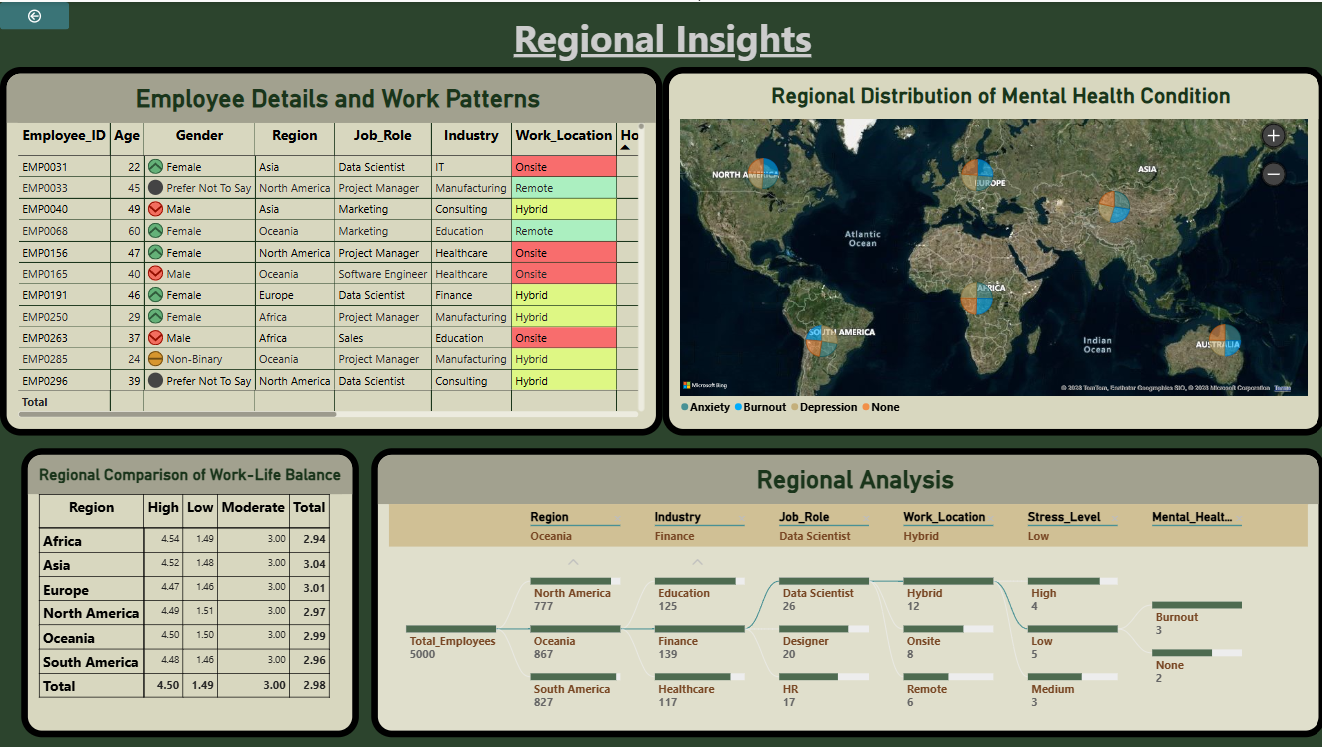 Regional Insights
Employee Details and Work Patterns
Employee_ID Age Gender Region Job_Role Industry Work_Location Ho
EMP0031 22 Female Asia Data Scientist IT Onsite
EMP0033 45 Prefer Not To Say North America Project Manager Manufacturing Remote
EMP0040 49 Male Asia Marketing Consulting Hybrid
EMP0068 60 Female Oceania Marketing Education Remote
EMP0156 47 Female North America Project Manager Healthcare Onsite
EMP0165 40 Male Oceania Software Engineer Healthcare Onsite
EMP0191 46 Female Europe Data Scientist Finance Hybrid
EMP0250 29 Female Africa Project Manager Manufacturing Hybrid
EMP0263 37 Male Africa Sales Education Onsite
EMP0285 24 Non-Binary Oceania Project Manager Manufacturing Hybrid
EMP0296 39 Prefer Not To Say North America Data Scientist Consulting Hybrid
Total
Regional Distribution of Mental Health Condition
NORTH AMERICA
EUROPE
ASIA
Atlantic
Ocean
AFRICA
SOUTH AMERICA
Indian
Ocean
AUSTRALIA
Microsoft Bing
© 2023 TomTom, Earthstar Geographics SIO, © 2023 Microsoft Corporation Terms
Anxiety Burnout Depression None
Regional Comparison of Work-Life Balance
Region High Low Moderate Total
Africa 4.54 1.49 3.00 2.94
Asia 4.52 1.48 3.00 3.04
Europe 4.47 1.46 3.00 3.01
North America 4.49 1.51 3.00 2.97
Oceania 4.50 1.50 3.00 2.99
South America 4.48 1.46 3.00 2.96
Total 4.50 1.49 3.00 2.98
Regional Analysis
Region Industry Job_Role Work_Location Stress_Level Mental_Healt...
Oceania Finance Data Scientist Hybrid Low
Total_Employees
5000
North America
777
Oceania
867
South America
827
Education
125
Finance
139
Healthcare
117
Data Scientist
26
Designer
20
HR
17
Hybrid
12
Onsite
8
Remote
6
High
4
Low
5
Medium
3
Burnout
3
None
2